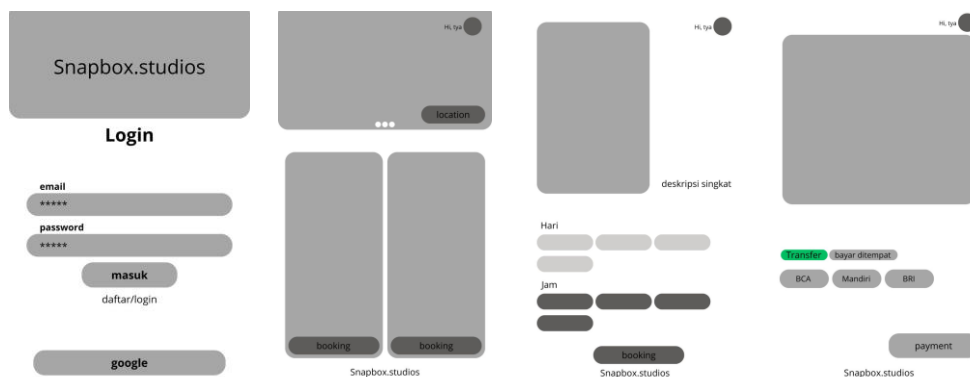 Snapbox.studios
Login
email
*****
password
*****
masuk
daftar/login
google
Hi, tya
location
booking
booking
Snapbox.studios
Hi, tya
deskripsi singkat
Hari
Jam
booking
Snapbox.studios
Hi, tya
Transfer
bayar ditempat
BCA
Mandiri
BRI
payment
Snapbox.studios